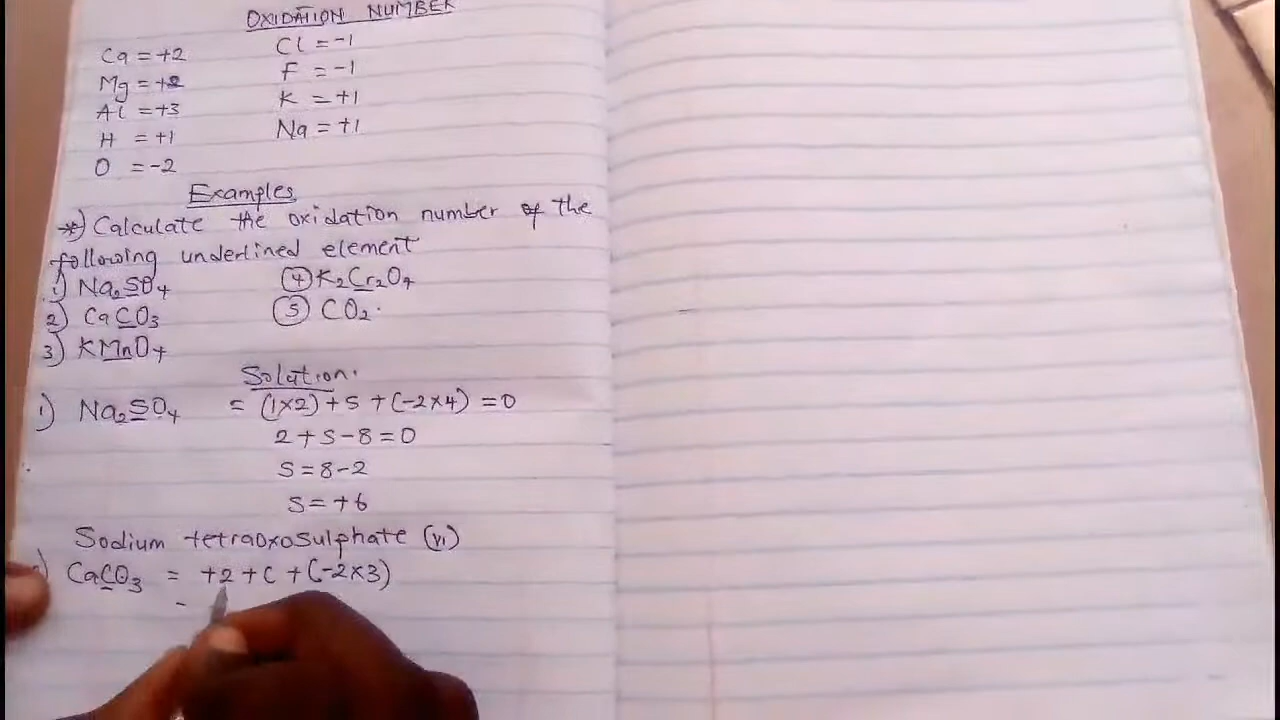 OXIDATION NUMBER
Ca = +2
Mg = +2
Al = +3
H = +1
O = -2
Cl = -1
F = -1
K = +1
Na = +1
Examples
*) Calculate the oxidation number of the
following underlined element
1) Na2SO4
2) CaCO3
3) KMnO4
④ K2Cr2O7
⑤ CO2.
Solution.
1) Na2SO4 = (1x2) + S + (-2x4) = 0
2 + S - 8 = 0
S = 8 - 2
S = +6
Sodium tetraoxosulphate (vi)
CaCO3 = +2 + C + (-2x3)